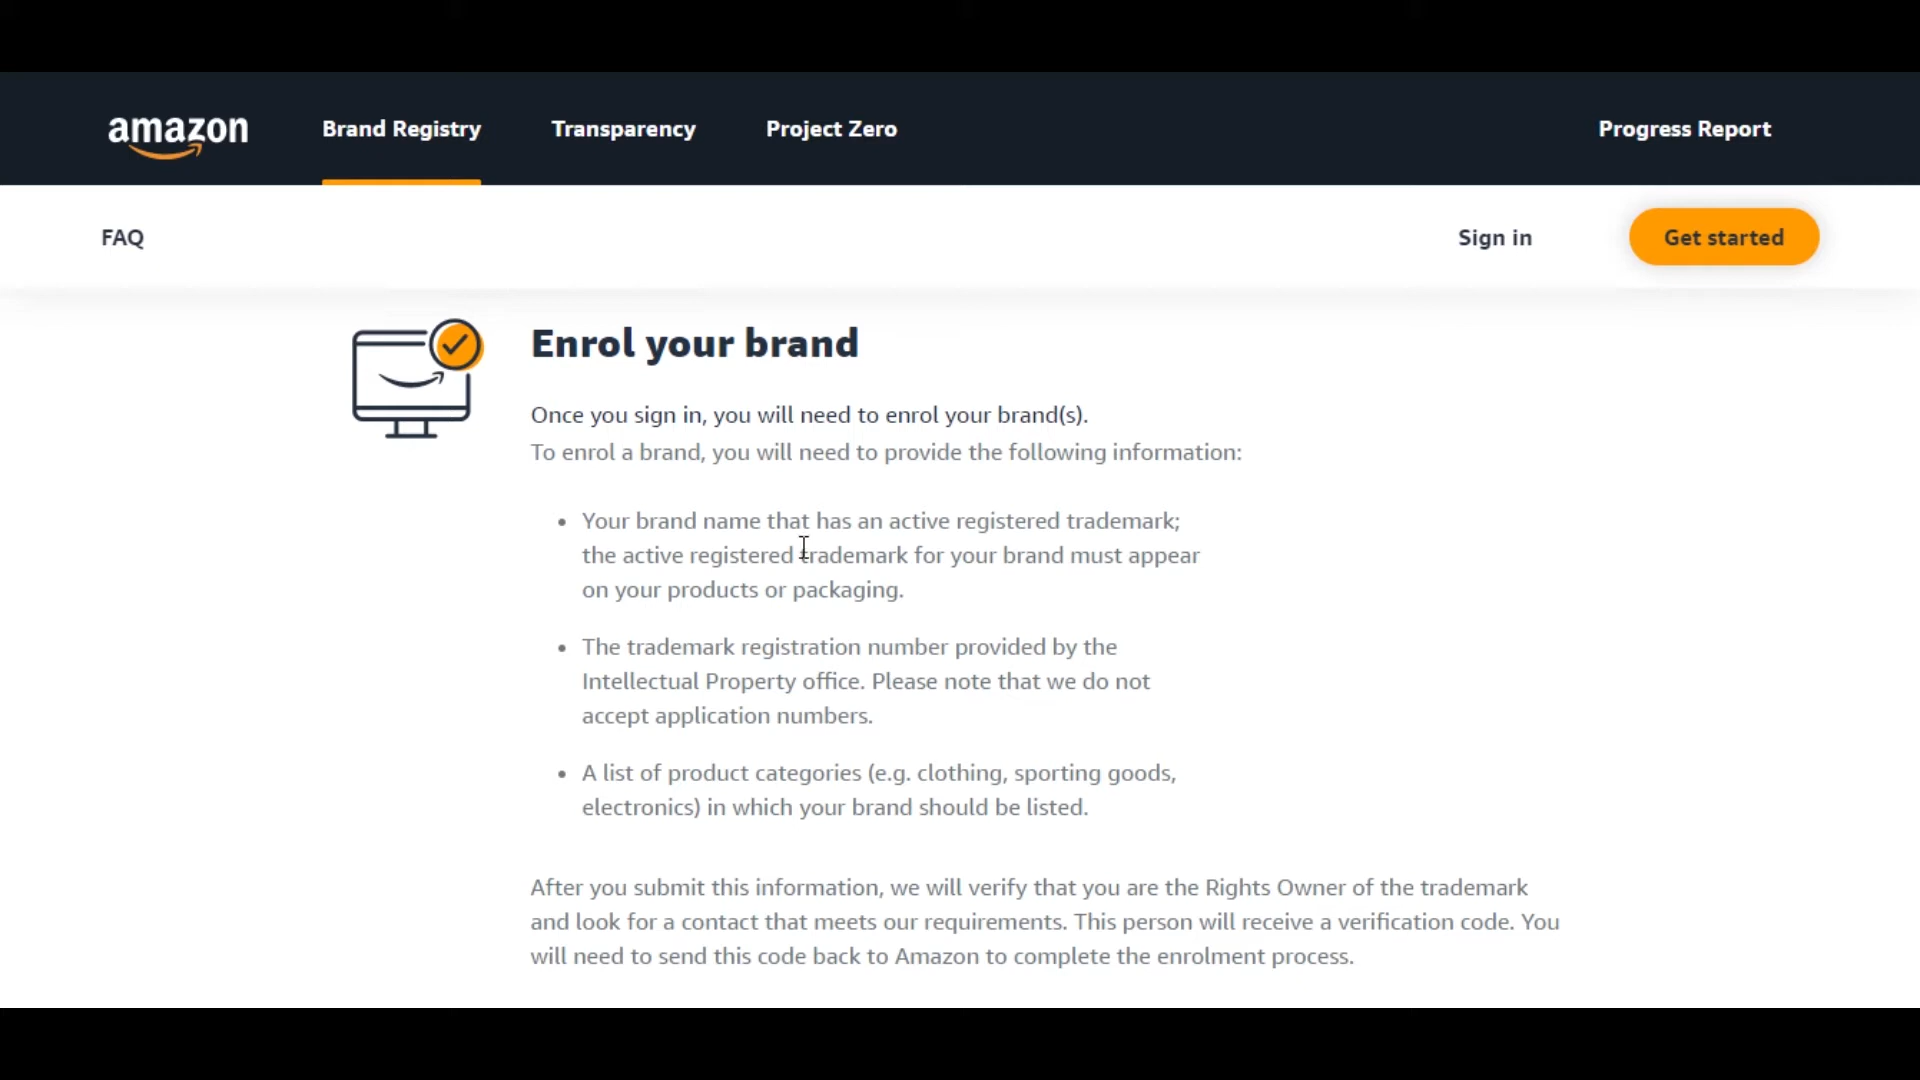 amazon Brand Registry Transparency Project Zero Progress Report
FAQ Sign in Get started
Enrol your brand
Once you sign in, you will need to enrol your brand(s).
To enrol a brand, you will need to provide the following information:
• Your brand name that has an active registered trademark;
the active registered trademark for your brand must appear
on your products or packaging.
• The trademark registration number provided by the
Intellectual Property office. Please note that we do not
accept application numbers.
• A list of product categories (e.g. clothing, sporting goods,
electronics) in which your brand should be listed.
After you submit this information, we will verify that you are the Rights Owner of the trademark
and look for a contact that meets our requirements. This person will receive a verification code. You
will need to send this code back to Amazon to complete the enrolment process.